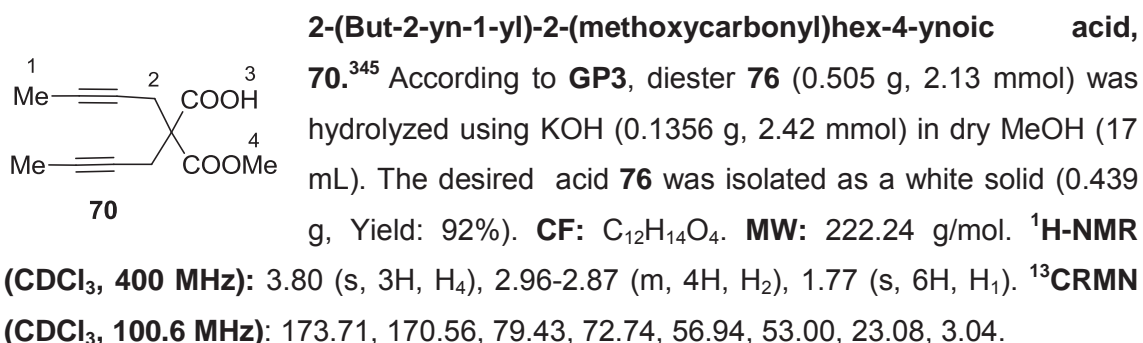 2-(But-2-yn-1-yl)-2-(methoxycarbonyl)hex-4-ynoic acid,
70.³⁴⁵ According to GP3, diester 76 (0.505 g, 2.13 mmol) was
hydrolyzed using KOH (0.1356 g, 2.42 mmol) in dry MeOH (17
mL). The desired acid 76 was isolated as a white solid (0.439
g, Yield: 92%). CF: C₁₂H₁₄O₄. MW: 222.24 g/mol. ¹H-NMR
(CDCl₃, 400 MHz): 3.80 (s, 3H, H₄), 2.96-2.87 (m, 4H, H₂), 1.77 (s, 6H, H₁). ¹³CRMN
(CDCl₃, 100.6 MHz): 173.71, 170.56, 79.43, 72.74, 56.94, 53.00, 23.08, 3.04.
1
2
3
Me
COOH
4
Me
COOMe
70